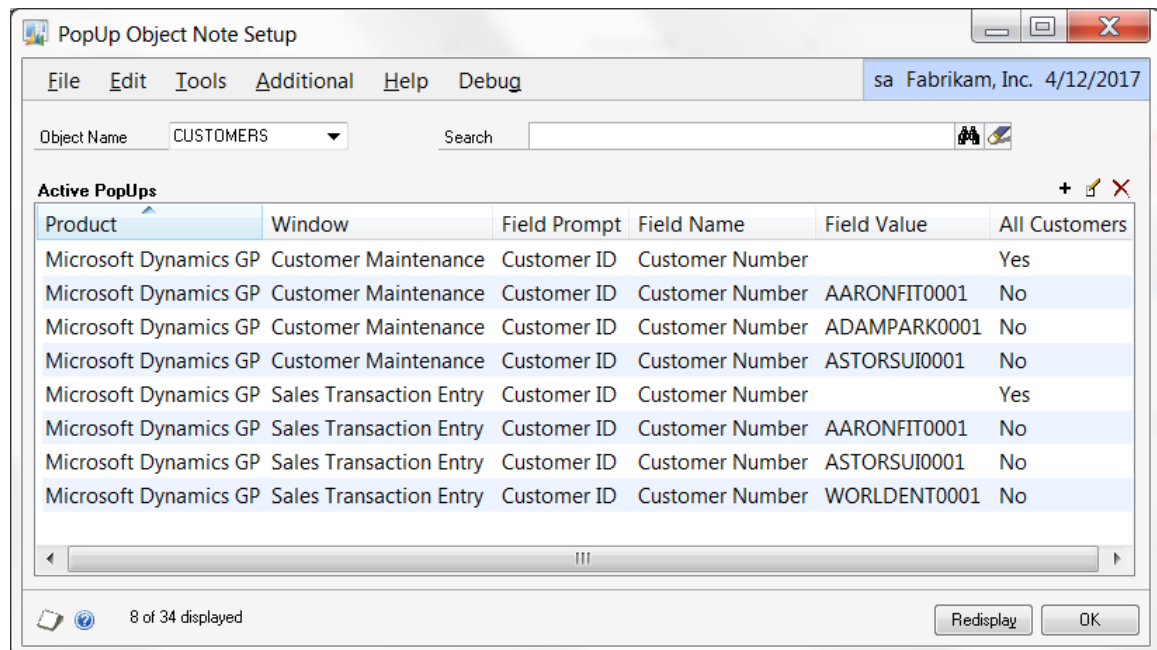 PopUp Object Note Setup
File Edit Tools Additional Help Debug sa Fabrikam, Inc. 4/12/2017
Object Name CUSTOMERS Search
Active PopUps
Product Window Field Prompt Field Name Field Value All Customers
Microsoft Dynamics GP Customer Maintenance Customer ID Customer Number Yes
Microsoft Dynamics GP Customer Maintenance Customer ID Customer Number AARONFIT0001 No
Microsoft Dynamics GP Customer Maintenance Customer ID Customer Number ADAMPARK0001 No
Microsoft Dynamics GP Customer Maintenance Customer ID Customer Number ASTORSUI0001 No
Microsoft Dynamics GP Sales Transaction Entry Customer ID Customer Number Yes
Microsoft Dynamics GP Sales Transaction Entry Customer ID Customer Number AARONFIT0001 No
Microsoft Dynamics GP Sales Transaction Entry Customer ID Customer Number ASTORSUI0001 No
Microsoft Dynamics GP Sales Transaction Entry Customer ID Customer Number WORLDENT0001 No
8 of 34 displayed Redisplay OK